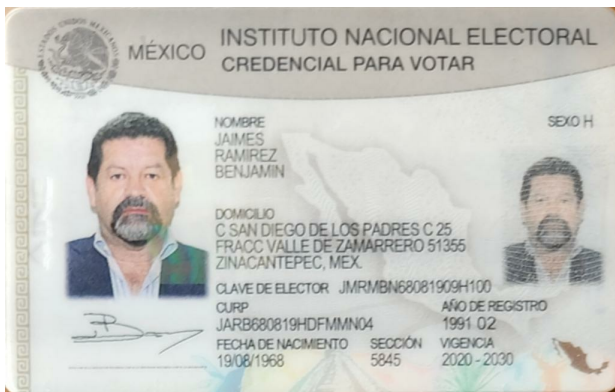 MÉXICO INSTITUTO NACIONAL ELECTORAL
CREDENCIAL PARA VOTAR
NOMBRE SEXO H
JAIMES
RAMIREZ
BENJAMIN
DOMICILIO
C SAN DIEGO DE LOS PADRES C 25
FRACC VALLE DE ZAMARRERO 51355
ZINACANTEPEC, MEX.
CLAVE DE ELECTOR JMRMBN68081909H100
CURP AÑO DE REGISTRO
JARB680819HDFMMN04 1991 02
FECHA DE NACIMIENTO SECCIÓN VIGENCIA
19/08/1968 5845 2020 - 2030